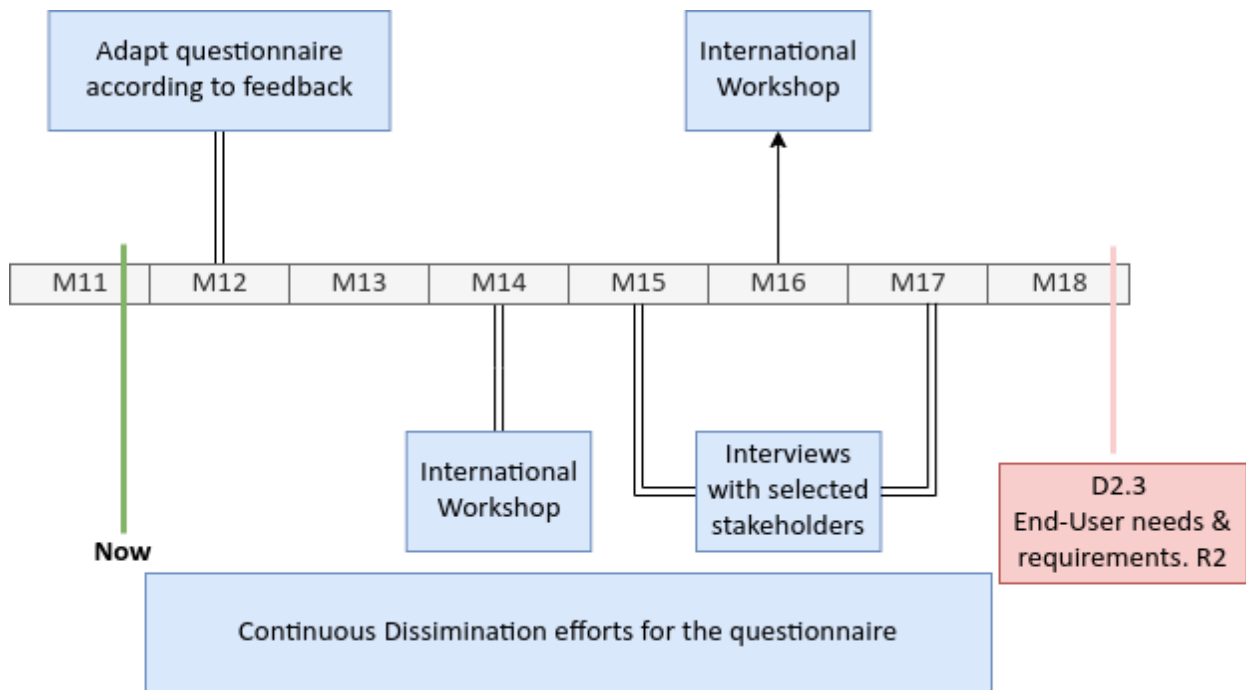 Adapt questionnaire
according to feedback
International
Workshop
M11 M12 M13 M14 M15 M16 M17 M18
International
Workshop
Interviews
with selected
stakeholders
D2.3
End-User needs &
requirements. R2
Now
Continuous Dissimination efforts for the questionnaire